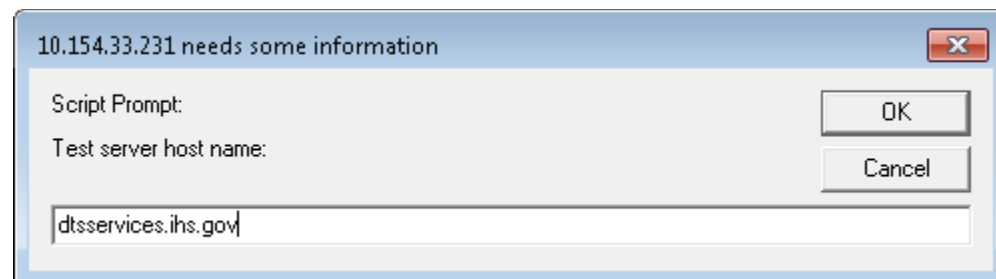 10.154.33.231 needs some information
Script Prompt:
OK
Test server host name:
Cancel
dtsservices.ihs.gov